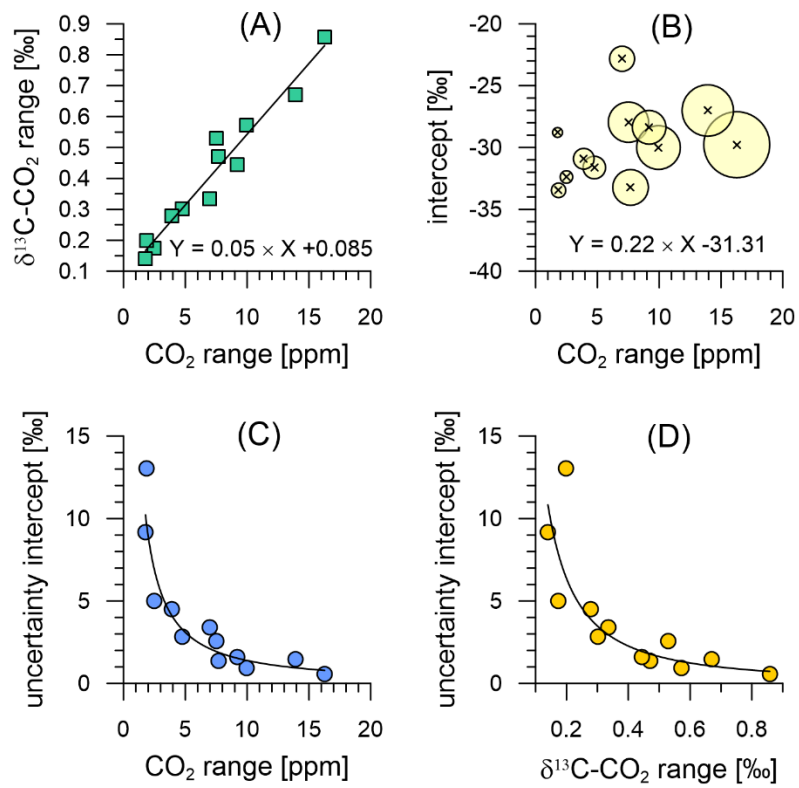 (A)
0.9
0.8
0.7
0.6
0.5
0.4
0.3
0.2
0.1
δ¹³C-CO₂ range [‰]
Y = 0.05 × X +0.085
0 5 10 15 20
CO₂ range [ppm]
(B)
-20
-25
-30
-35
-40
intercept [‰]
Y = 0.22 × X -31.31
0 5 10 15 20
CO₂ range [ppm]
(C)
15
10
5
0
uncertainty intercept [‰]
0 5 10 15 20
CO₂ range [ppm]
(D)
15
10
5
0
uncertainty intercept [‰]
0.2 0.4 0.6 0.8
δ¹³C-CO₂ range [‰]